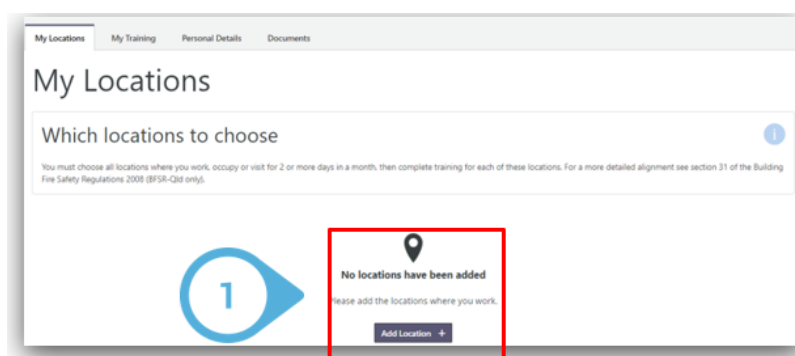 My Locations My Training Personal Details Documents
My Locations
Which locations to choose
You must choose all locations where you work, occupy or visit for 2 or more days in a month, then complete training for each of these locations. For a more detailed alignment see section 31 of the Building
Fire Safety Regulations 2008 (BFSR-Qld only).
No locations have been added
1
Please add the locations where you work.
Add Location +